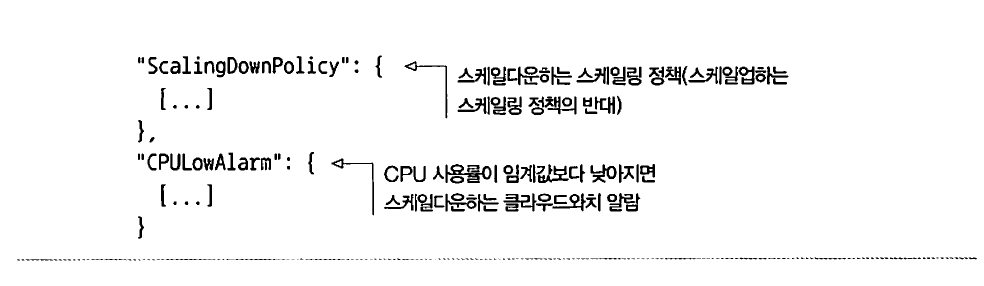 "ScalingDownPolicy": {
스케일다운하는 스케일링 정책(스케일업하는
스케일링 정책의 반대)
[...]
},
"CPULowAlarm": {
CPU 사용률이 임계값보다 낮아지면
스케일다운하는 클라우드와치 알람
[...]
}